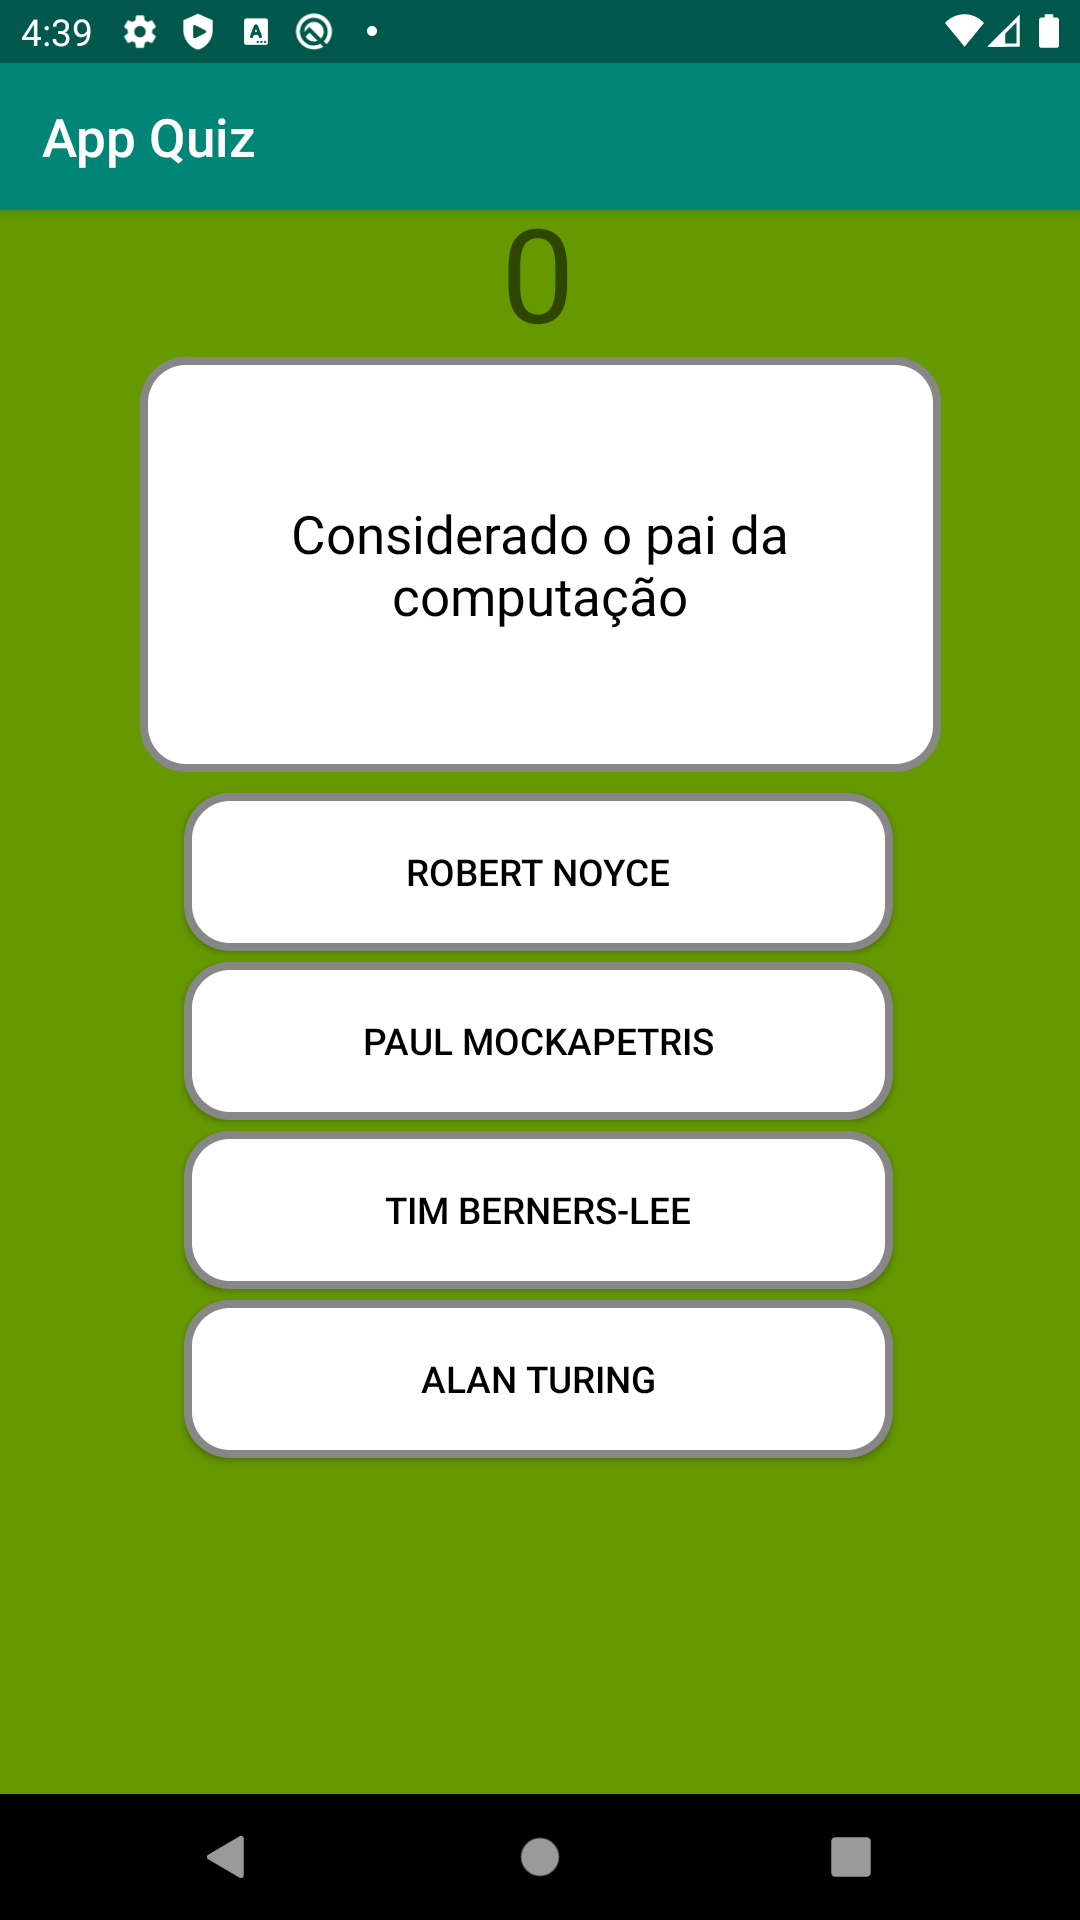 4:39
App Quiz
0
Considerado o pai da
computação
ROBERT NOYCE
PAUL MOCKAPETRIS
TIM BERNERS-LEE
ALAN TURING